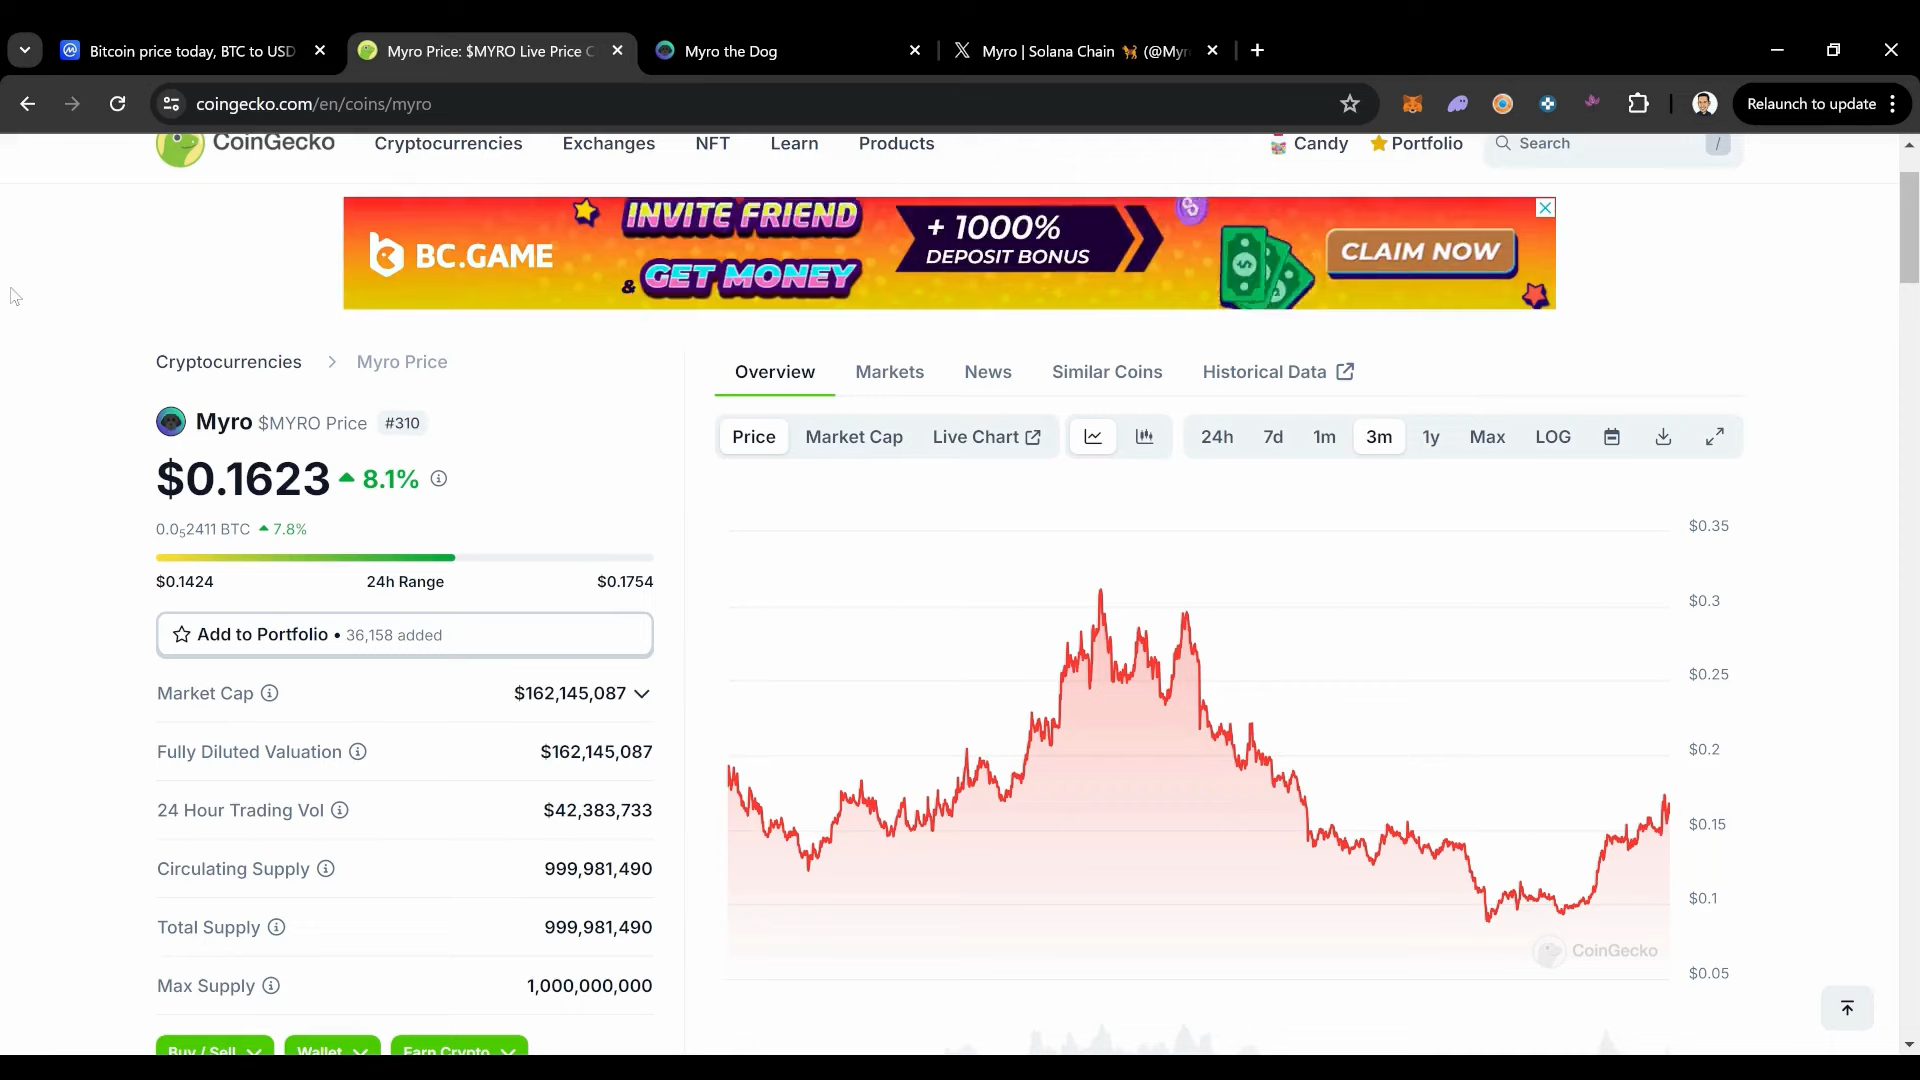 Bitcoin price today, BTC to USD
Myro Price: $MYRO Live Price C
Myro the Dog
Myro | Solana Chain 🐕 (@Myr
coingecko.com/en/coins/myro
Relaunch to update
CoinGecko
Cryptocurrencies
Exchanges
NFT
Learn
Products
Candy
Portfolio
Search
/
BC.GAME
INVITE FRIEND
& GET MONEY
+ 1000%
DEPOSIT BONUS
CLAIM NOW
Cryptocurrencies > Myro Price
Myro $MYRO Price #310
$0.1623 ▲ 8.1%
0.0₅2411 BTC ▲ 7.8%
$0.1424 24h Range $0.1754
Add to Portfolio • 36,158 added
Market Cap $162,145,087
Fully Diluted Valuation $162,145,087
24 Hour Trading Vol $42,383,733
Circulating Supply 999,981,490
Total Supply 999,981,490
Max Supply 1,000,000,000
Buy / Sell
Wallet
Earn Crypto
Overview
Markets
News
Similar Coins
Historical Data
Price
Market Cap
Live Chart
24h
7d
1m
3m
1y
Max
LOG
$0.35
$0.3
$0.25
$0.2
$0.15
$0.1
$0.05
CoinGecko